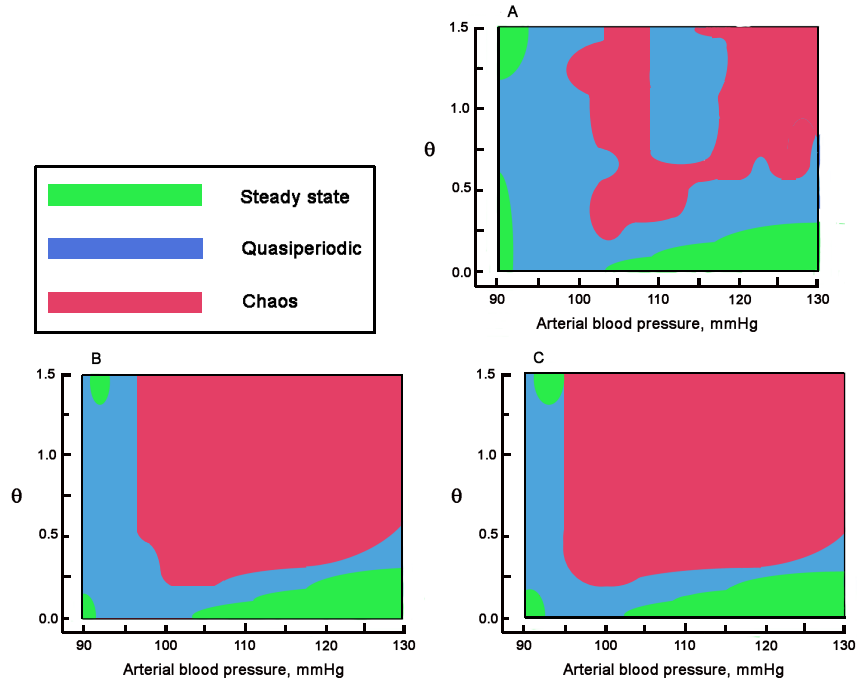 A
1.5
1.0
θ
0.5
0.0
90 100 110 120 130
Arterial blood pressure, mmHg
Steady state
Quasiperiodic
Chaos
B
1.5
1.0
θ
0.5
0.0
90 100 110 120 130
Arterial blood pressure, mmHg
C
1.5
1.0
θ
0.5
0.0
90 100 110 120 130
Arterial blood pressure, mmHg